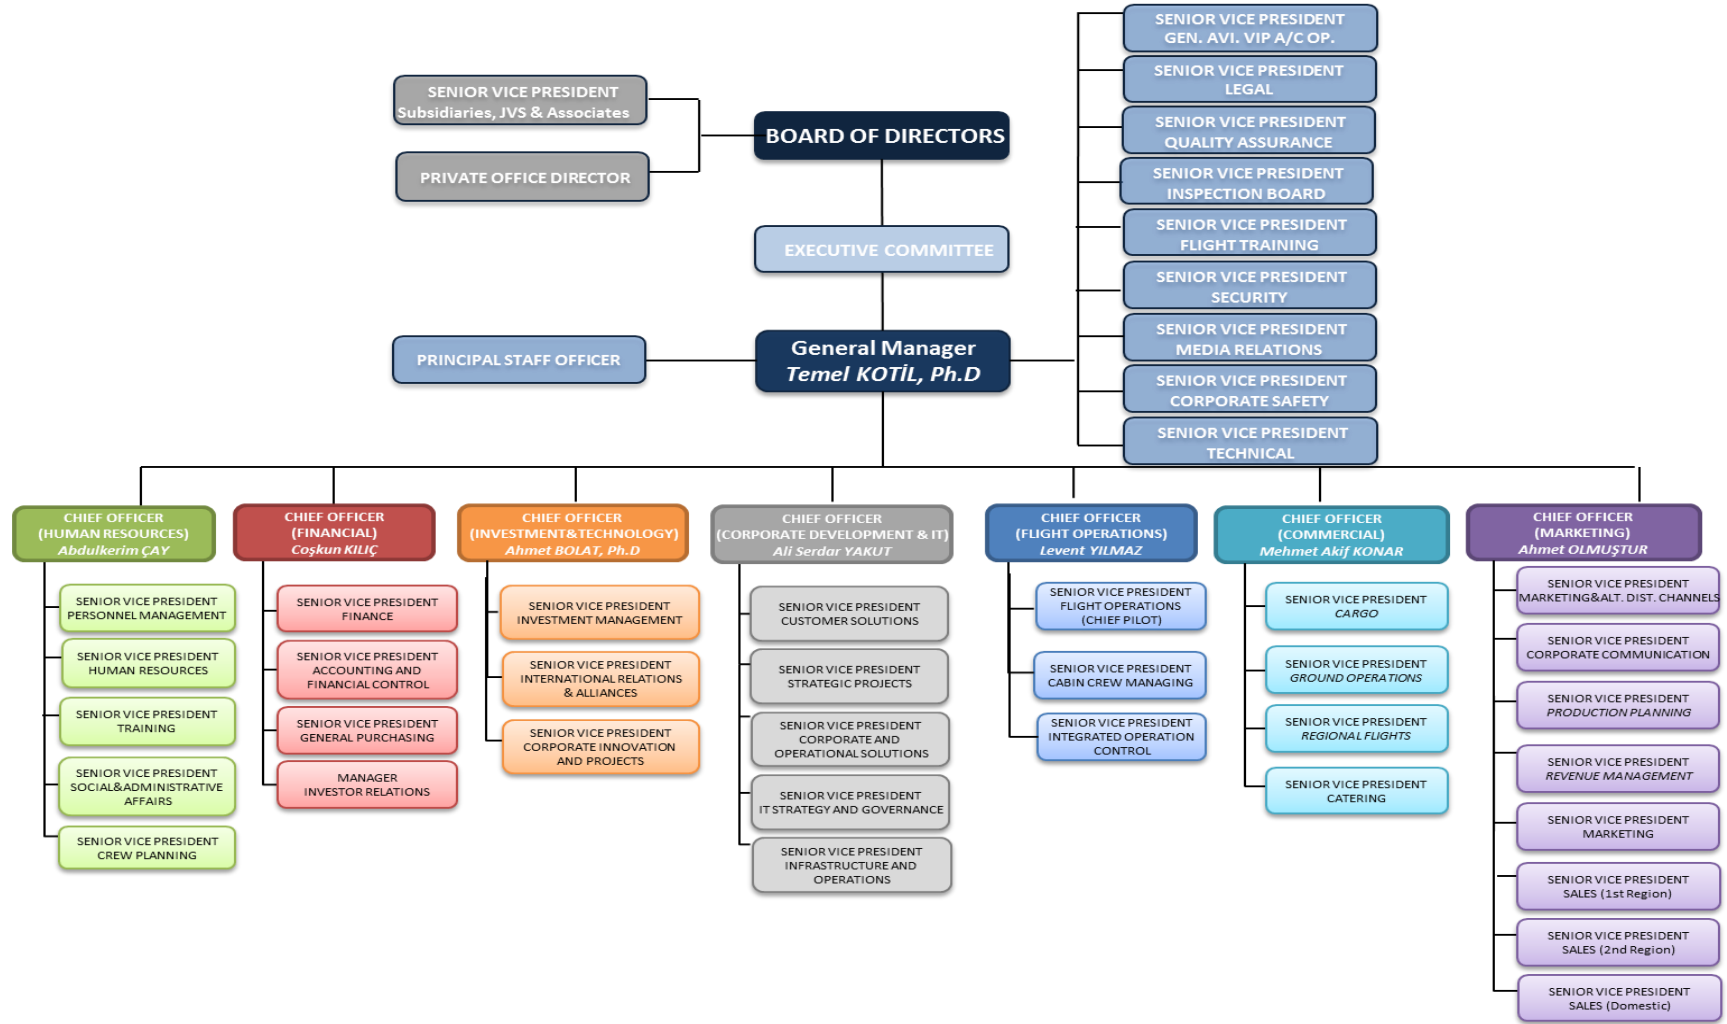 SENIOR VICE PRESIDENT
Subsidiaries, JVS & Associates
PRIVATE OFFICE DIRECTOR
BOARD OF DIRECTORS
EXECUTIVE COMMITTEE
PRINCIPAL STAFF OFFICER
General Manager
Temel KOTİL, Ph.D
SENIOR VICE PRESIDENT
GEN. AVI. VIP A/C OP.
SENIOR VICE PRESIDENT
LEGAL
SENIOR VICE PRESIDENT
QUALITY ASSURANCE
SENIOR VICE PRESIDENT
INSPECTION BOARD
SENIOR VICE PRESIDENT
FLIGHT TRAINING
SENIOR VICE PRESIDENT
SECURITY
SENIOR VICE PRESIDENT
MEDIA RELATIONS
SENIOR VICE PRESIDENT
CORPORATE SAFETY
SENIOR VICE PRESIDENT
TECHNICAL
CHIEF OFFICER
(HUMAN RESOURCES)
Abdulkerim ÇAY
SENIOR VICE PRESIDENT
PERSONNEL MANAGEMENT
SENIOR VICE PRESIDENT
HUMAN RESOURCES
SENIOR VICE PRESIDENT
TRAINING
SENIOR VICE PRESIDENT
SOCIAL&ADMINISTRATIVE
AFFAIRS
SENIOR VICE PRESIDENT
CREW PLANNING
CHIEF OFFICER
(FINANCIAL)
Coşkun KILIÇ
SENIOR VICE PRESIDENT
FINANCE
SENIOR VICE PRESIDENT
ACCOUNTING AND
FINANCIAL CONTROL
SENIOR VICE PRESIDENT
GENERAL PURCHASING
MANAGER
INVESTOR RELATIONS
CHIEF OFFICER
(INVESTMENT&TECHNOLOGY)
Ahmet BOLAT, Ph.D
SENIOR VICE PRESIDENT
INVESTMENT MANAGEMENT
SENIOR VICE PRESIDENT
INTERNATIONAL RELATIONS
& ALLIANCES
SENIOR VICE PRESIDENT
CORPORATE INNOVATION
AND PROJECTS
CHIEF OFFICER
(CORPORATE DEVELOPMENT & IT)
Ali Serdar YAKUT
SENIOR VICE PRESIDENT
CUSTOMER SOLUTIONS
SENIOR VICE PRESIDENT
STRATEGIC PROJECTS
SENIOR VICE PRESIDENT
CORPORATE AND
OPERATIONAL SOLUTIONS
SENIOR VICE PRESIDENT
IT STRATEGY AND GOVERNANCE
SENIOR VICE PRESIDENT
INFRASTRUCTURE AND
OPERATIONS
CHIEF OFFICER
(FLIGHT OPERATIONS)
Levent YILMAZ
SENIOR VICE PRESIDENT
FLIGHT OPERATIONS
(CHIEF PILOT)
SENIOR VICE PRESIDENT
CABIN CREW MANAGING
SENIOR VICE PRESIDENT
INTEGRATED OPERATION
CONTROL
CHIEF OFFICER
(COMMERCIAL)
Mehmet Akif KONAR
SENIOR VICE PRESIDENT
CARGO
SENIOR VICE PRESIDENT
GROUND OPERATIONS
SENIOR VICE PRESIDENT
REGIONAL FLIGHTS
SENIOR VICE PRESIDENT
CATERING
CHIEF OFFICER
(MARKETING)
Ahmet OLMUŞTUR
SENIOR VICE PRESIDENT
MARKETING&ALT. DIST. CHANNELS
SENIOR VICE PRESIDENT
CORPORATE COMMUNICATION
SENIOR VICE PRESIDENT
PRODUCTION PLANNING
SENIOR VICE PRESIDENT
REVENUE MANAGEMENT
SENIOR VICE PRESIDENT
MARKETING
SENIOR VICE PRESIDENT
SALES (1st Region)
SENIOR VICE PRESIDENT
SALES (2nd Region)
SENIOR VICE PRESIDENT
SALES (Domestic)